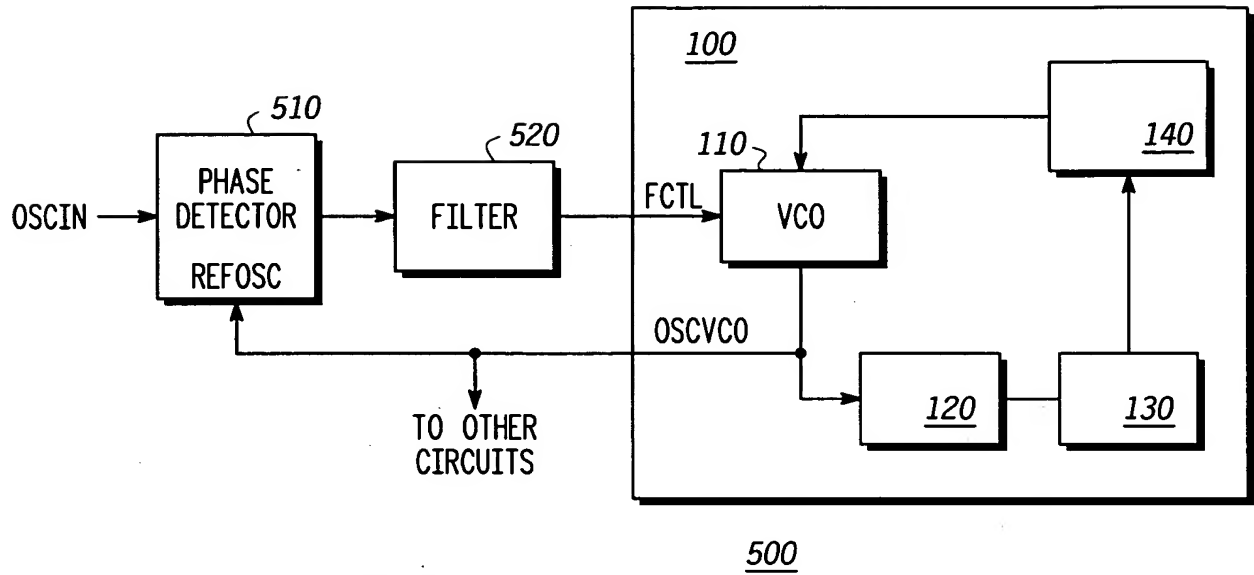 100
510
520
110
140
PHASE
DETECTOR
REFOSC
OSCIN
FILTER
FCTL
VCO
OSCVCO
TO OTHER
CIRCUITS
120
130
500